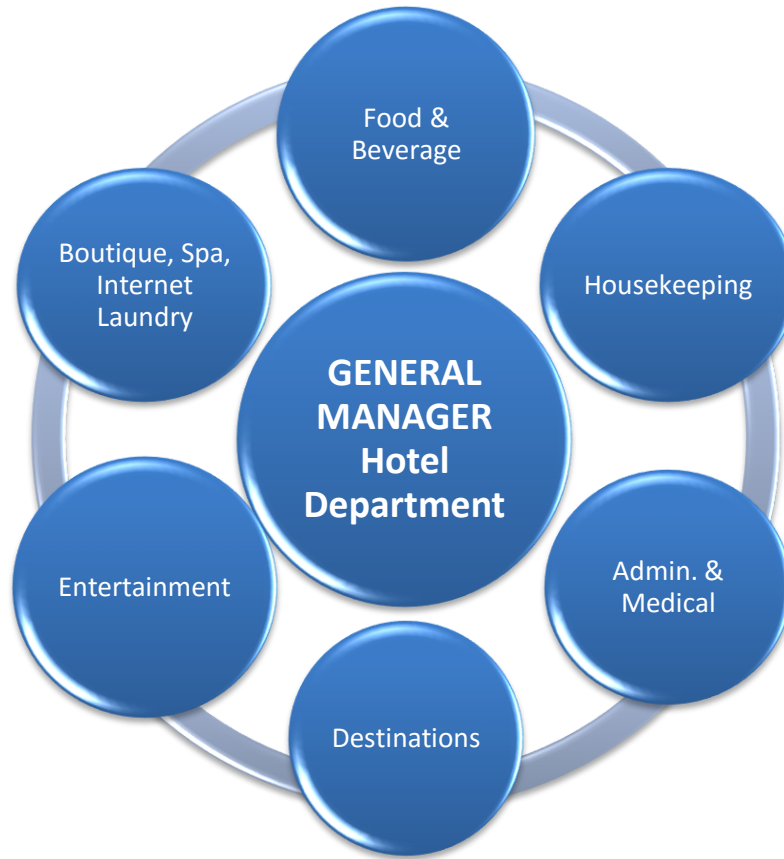 Food &
Beverage
Boutique, Spa,
Internet
Laundry
Housekeeping
GENERAL
MANAGER
Hotel
Department
Entertainment
Admin. &
Medical
Destinations